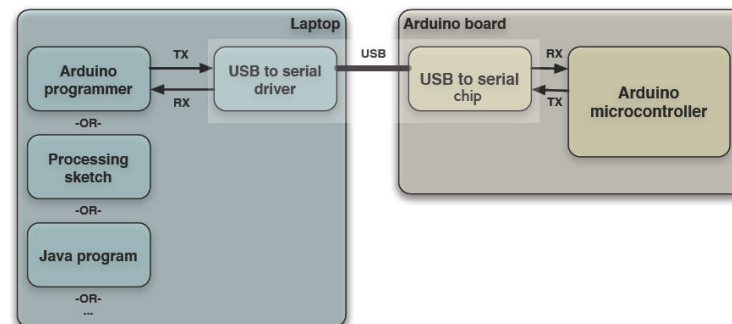 Laptop
Arduino
programmer
TX
RX
USB to serial
driver
-OR-
Processing
sketch
-OR-
Java program
-OR-
...
USB
Arduino board
USB to serial
chip
RX
TX
Arduino
microcontroller